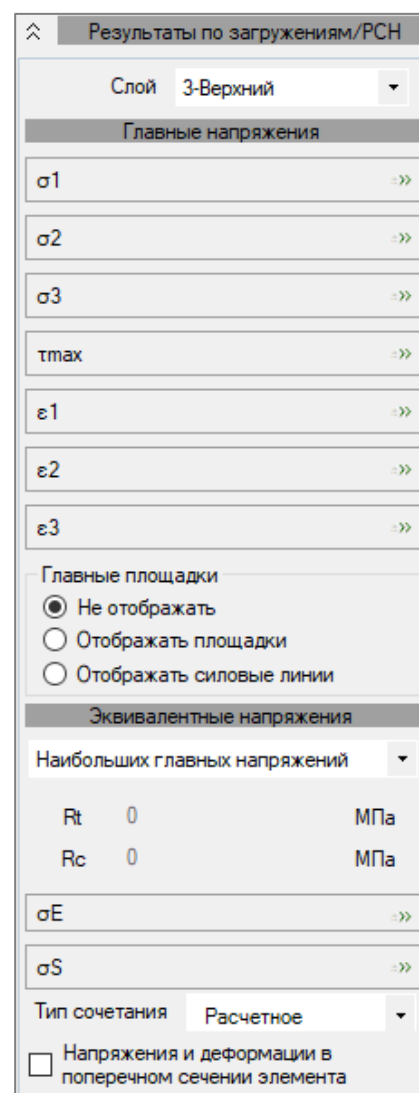 Результаты по загружениям/РСН
Слой 3-Верхний
Главные напряжения
σ1
σ2
σ3
τmax
ε1
ε2
ε3
Главные площадки
Не отображать
Отображать площадки
Отображать силовые линии
Эквивалентные напряжения
Наибольших главных напряжений
Rt 0 МПа
Rc 0 МПа
σE
σS
Тип сочетания Расчетное
Напряжения и деформации в
поперечном сечении элемента